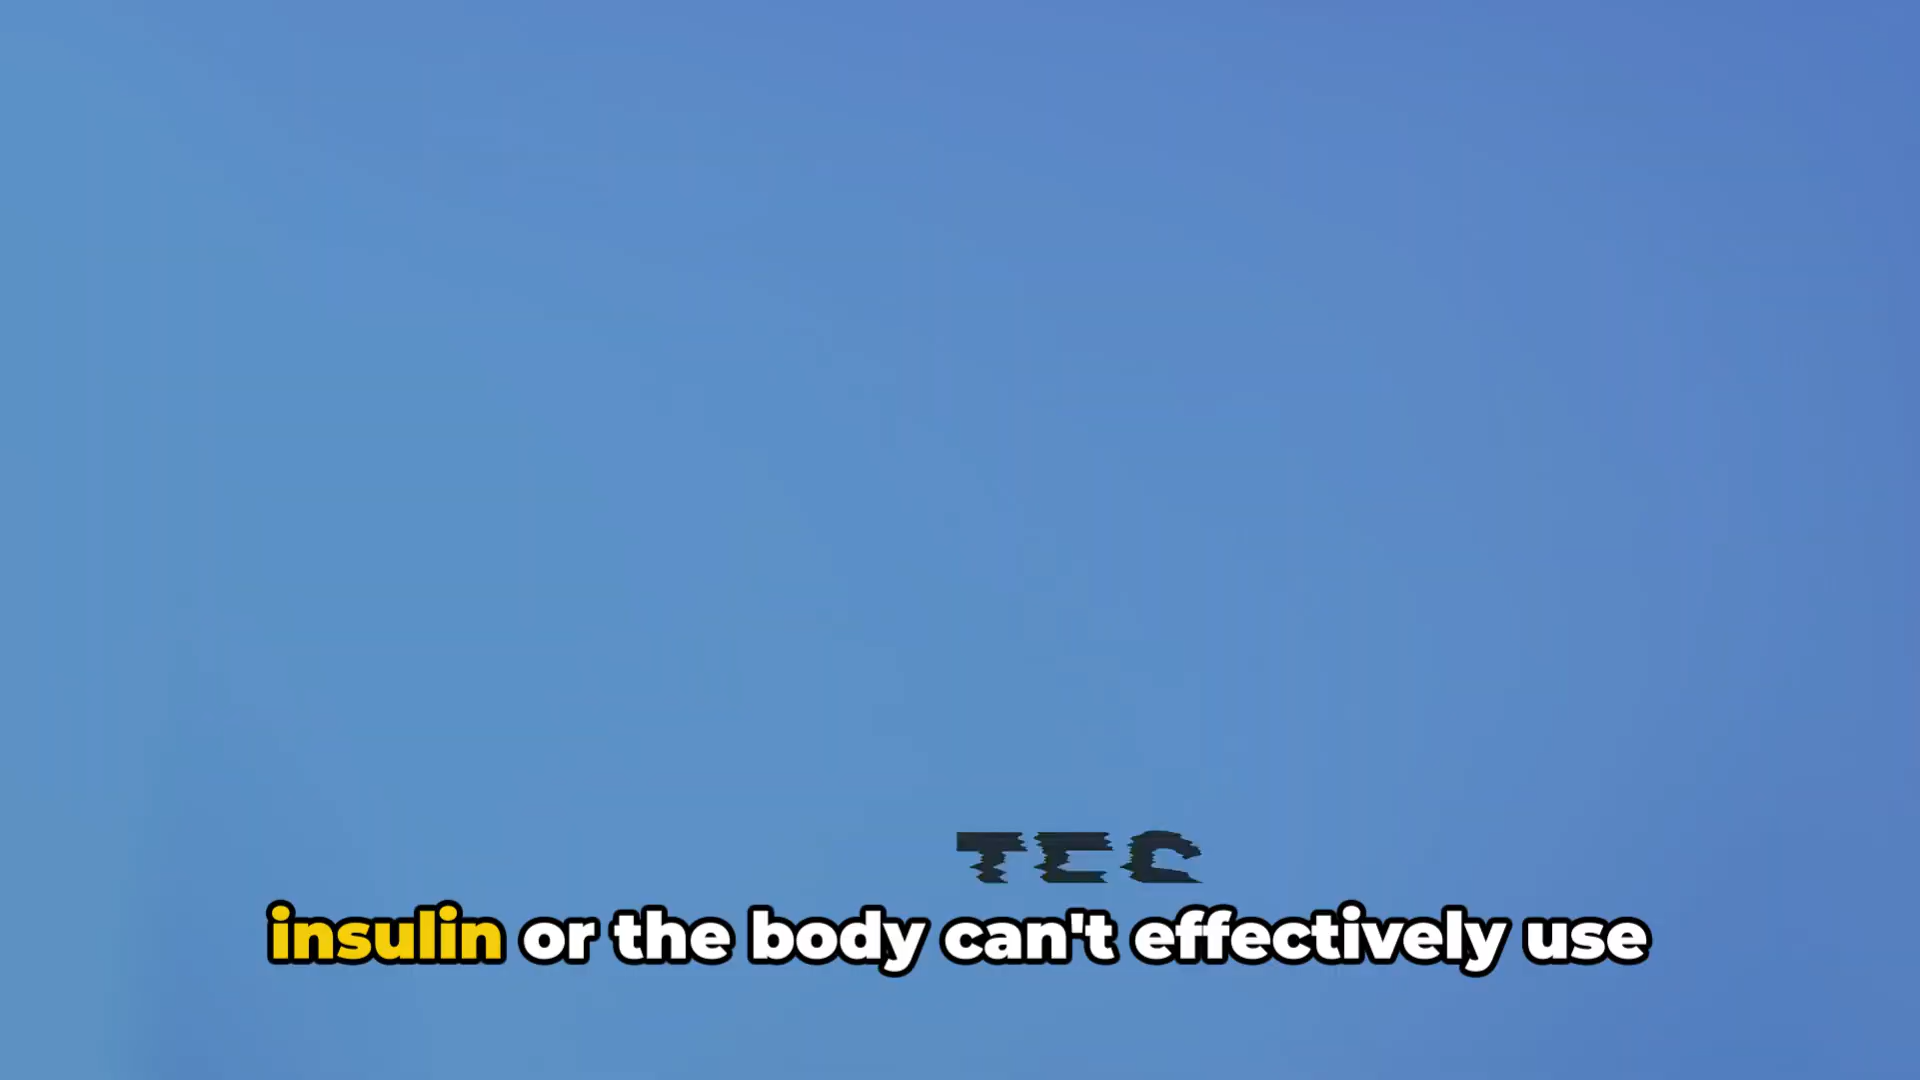 insulin or the body can't effectively use